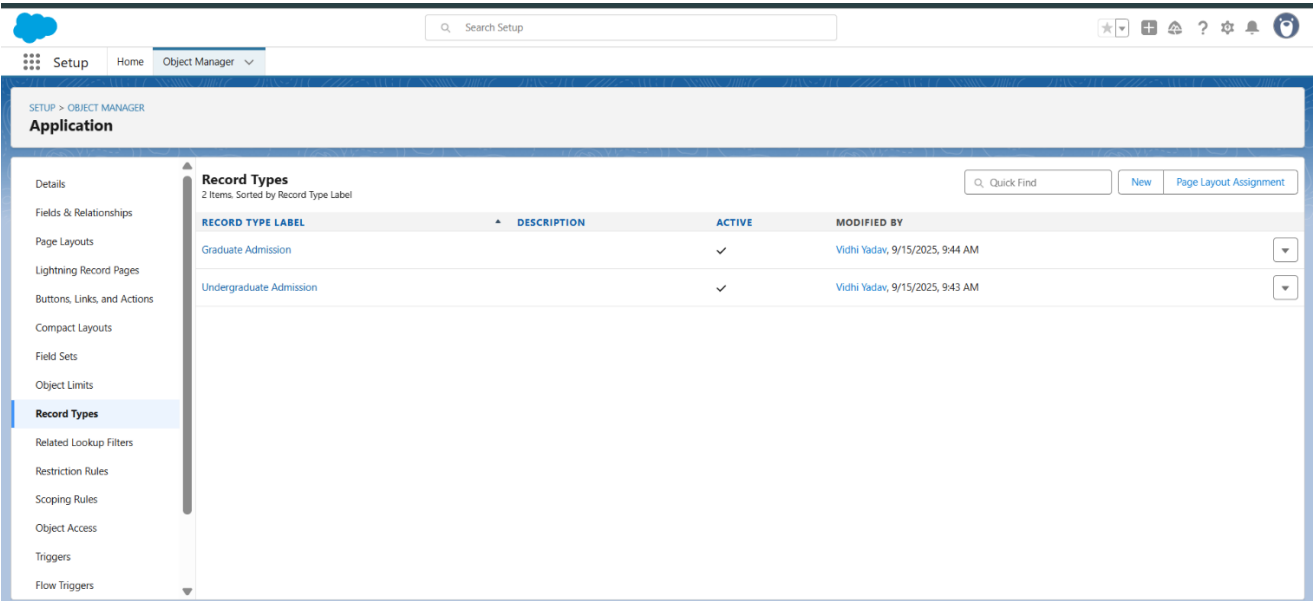 Search Setup
Setup Home Object Manager
SETUP > OBJECT MANAGER
Application
Details
Fields & Relationships
Page Layouts
Lightning Record Pages
Buttons, Links, and Actions
Compact Layouts
Field Sets
Object Limits
Record Types
Related Lookup Filters
Restriction Rules
Scoping Rules
Object Access
Triggers
Flow Triggers
Record Types
2 Items, Sorted by Record Type Label
Quick Find New Page Layout Assignment
RECORD TYPE LABEL DESCRIPTION ACTIVE MODIFIED BY
Graduate Admission Vidhi Yadav, 9/15/2025, 9:44 AM
Undergraduate Admission Vidhi Yadav, 9/15/2025, 9:43 AM